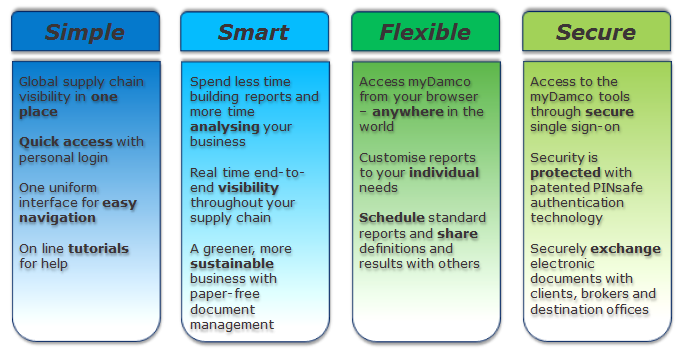 Simple
Global supply chain
visibility in one
place
Quick access with
personal login
One uniform
interface for easy
navigation
On line tutorials
for help
Smart
Spend less time
building reports and
more time
analysing your
business
Real time end-to-
end visibility
throughout your
supply chain
A greener, more
sustainable
business with
paper-free
document
management
Flexible
Access myDamco
from your browser
– anywhere in the
world
Customise reports
to your individual
needs
Schedule standard
reports and share
definitions and
results with others
Secure
Access to the
myDamco tools
through secure
single sign-on
Security is
protected with
patented PINsafe
authentication
technology
Securely exchange
electronic
documents with
clients, brokers and
destination offices